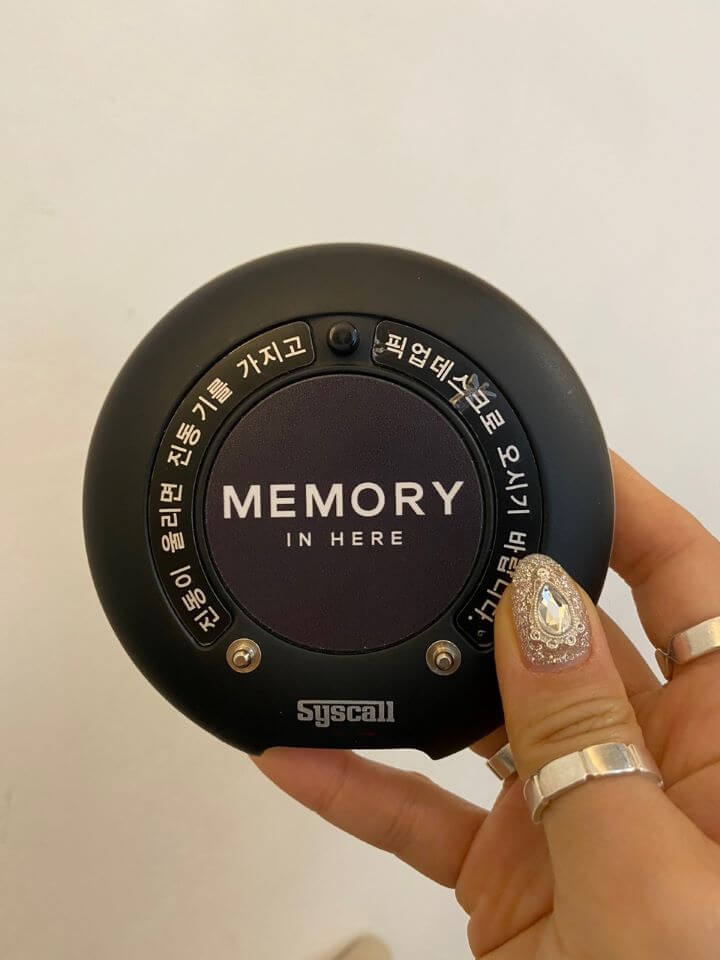 진동이 울리면 진동기를 가지고
픽업데스크로 오시기 바랍니다.
MEMORY
IN HERE
Syscall